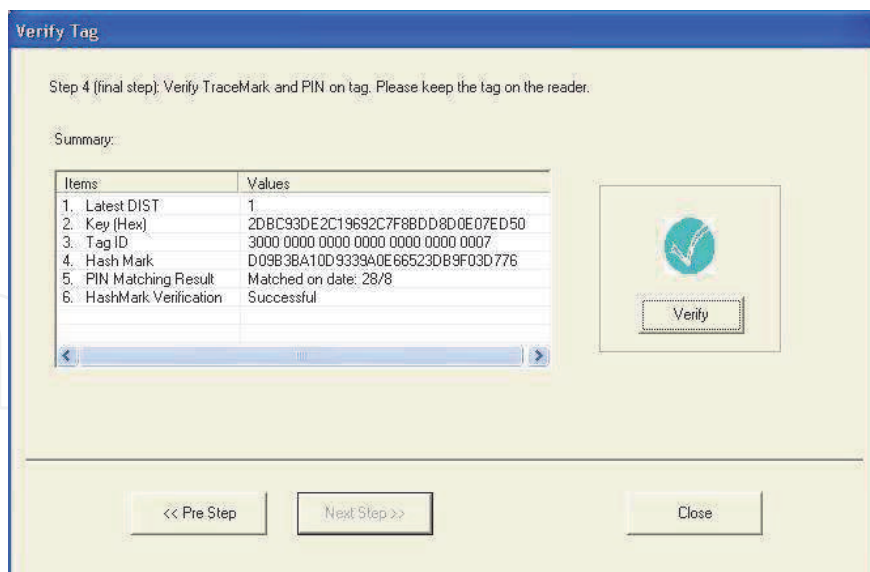 Verify Tag
Step 4 (final step): Verify TraceMark and PIN on tag. Please keep the tag on the reader.
Summary:
Items Values
1. Latest DIST 1
2. Key (Hex) 2DBC93DE2C19692C7F8BDD8D0E07ED50
3. Tag ID 3000 0000 0000 0000 0000 0000 0007
4. Hash Mark D09B3BA10D9339A0E66523DB9F03D776
5. PIN Matching Result Matched on date: 28/8
6. HashMark Verification Successful
Verify
<< Pre Step Next Step >> Close